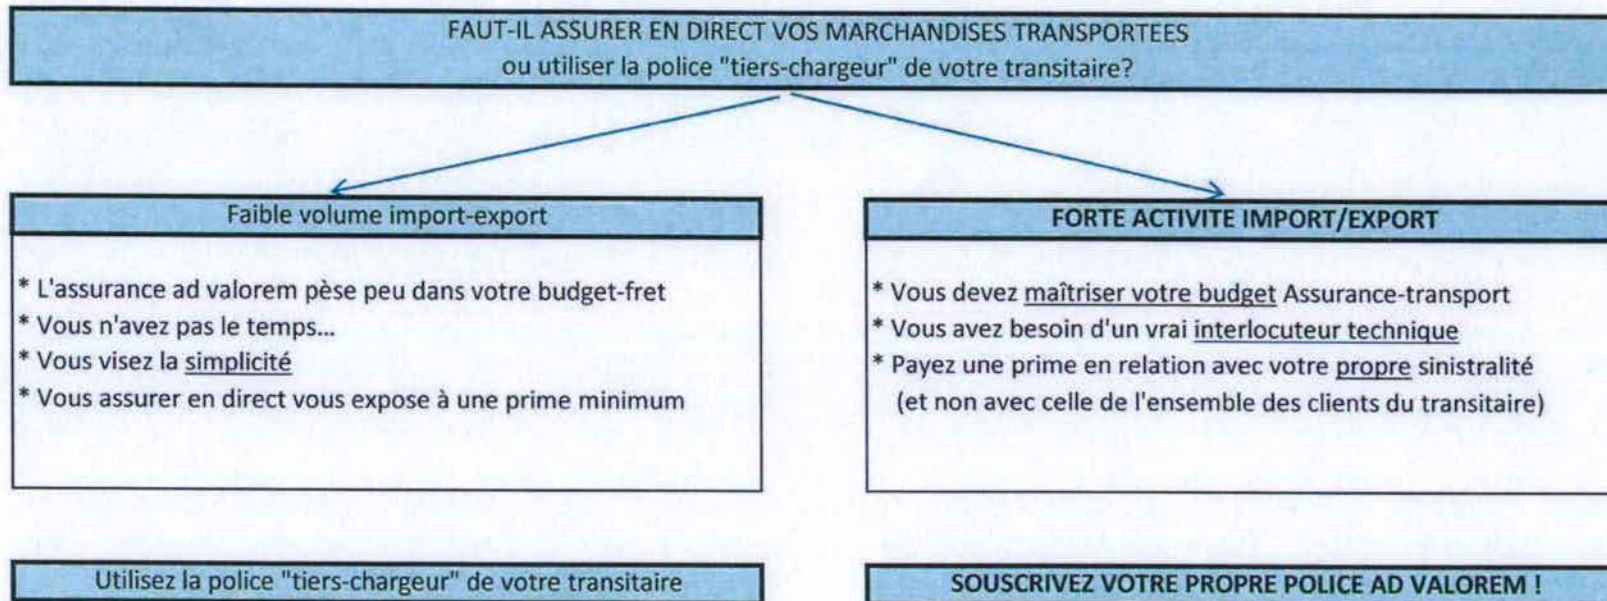 FAUT-IL ASSURER EN DIRECT VOS MARCHANDISES TRANSPORTEES
ou utiliser la police "tiers-chargeur" de votre transitaire?
Faible volume import-export
* L'assurance ad valorem pèse peu dans votre budget-fret
* Vous n'avez pas le temps...
* Vous visez la simplicité
* Vous assurer en direct vous expose à une prime minimum
FORTE ACTIVITE IMPORT/EXPORT
* Vous devez maîtriser votre budget Assurance-transport
* Vous avez besoin d'un vrai interlocuteur technique
* Payez une prime en relation avec votre propre sinistralité
(et non avec celle de l'ensemble des clients du transitaire)
Utilisez la police "tiers-chargeur" de votre transitaire
SOUSCRIVEZ VOTRE PROPRE POLICE AD VALOREM !